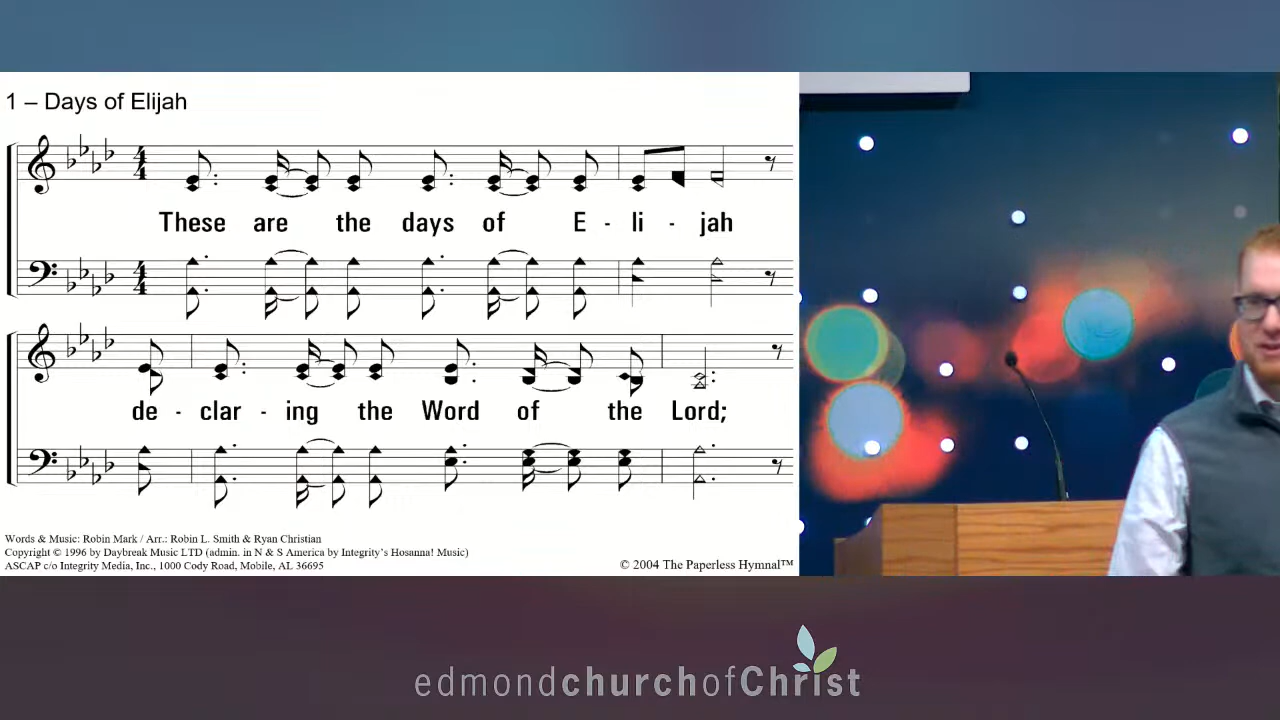 1 – Days of Elijah
These are the days of E - li - jah
de - clar - ing the Word of the Lord;
Words & Music: Robin Mark / Arr.: Robin L. Smith & Ryan Christian
Copyright © 1996 by Daybreak Music LTD (admin. in N & S America by Integrity's Hosanna! Music)
ASCAP c/o Integrity Media, Inc., 1000 Cody Road, Mobile, AL 36695
© 2004 The Paperless Hymnal™
edmondchurchofChrist